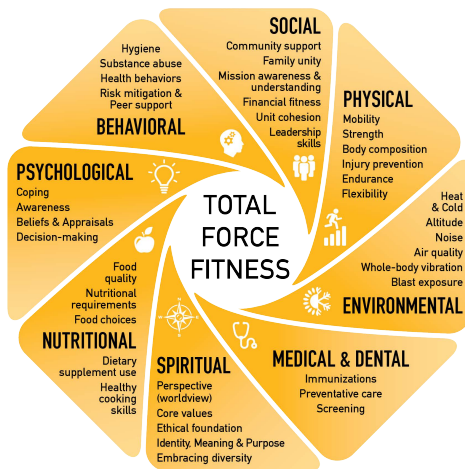 SOCIAL
Community support
Family unity
Mission awareness &
understanding
Financial fitness
Unit cohesion
Leadership
skills
PHYSICAL
Mobility
Strength
Body composition
Injury prevention
Endurance
Flexibility
Heat
& Cold
Altitude
Noise
Air quality
Whole-body vibration
Blast exposure
ENVIRONMENTAL
MEDICAL & DENTAL
Immunizations
Preventative care
Screening
SPIRITUAL
Perspective
(worldview)
Core values
Ethical foundation
Identity, Meaning & Purpose
Embracing diversity
Food
quality
Nutritional
requirements
Food choices
NUTRITIONAL
Dietary
supplement use
Healthy
cooking
skills
PSYCHOLOGICAL
Coping
Awareness
Beliefs & Appraisals
Decision-making
Hygiene
Substance abuse
Health behaviors
Risk mitigation &
Peer support
BEHAVIORAL
TOTAL
FORCE
FITNESS